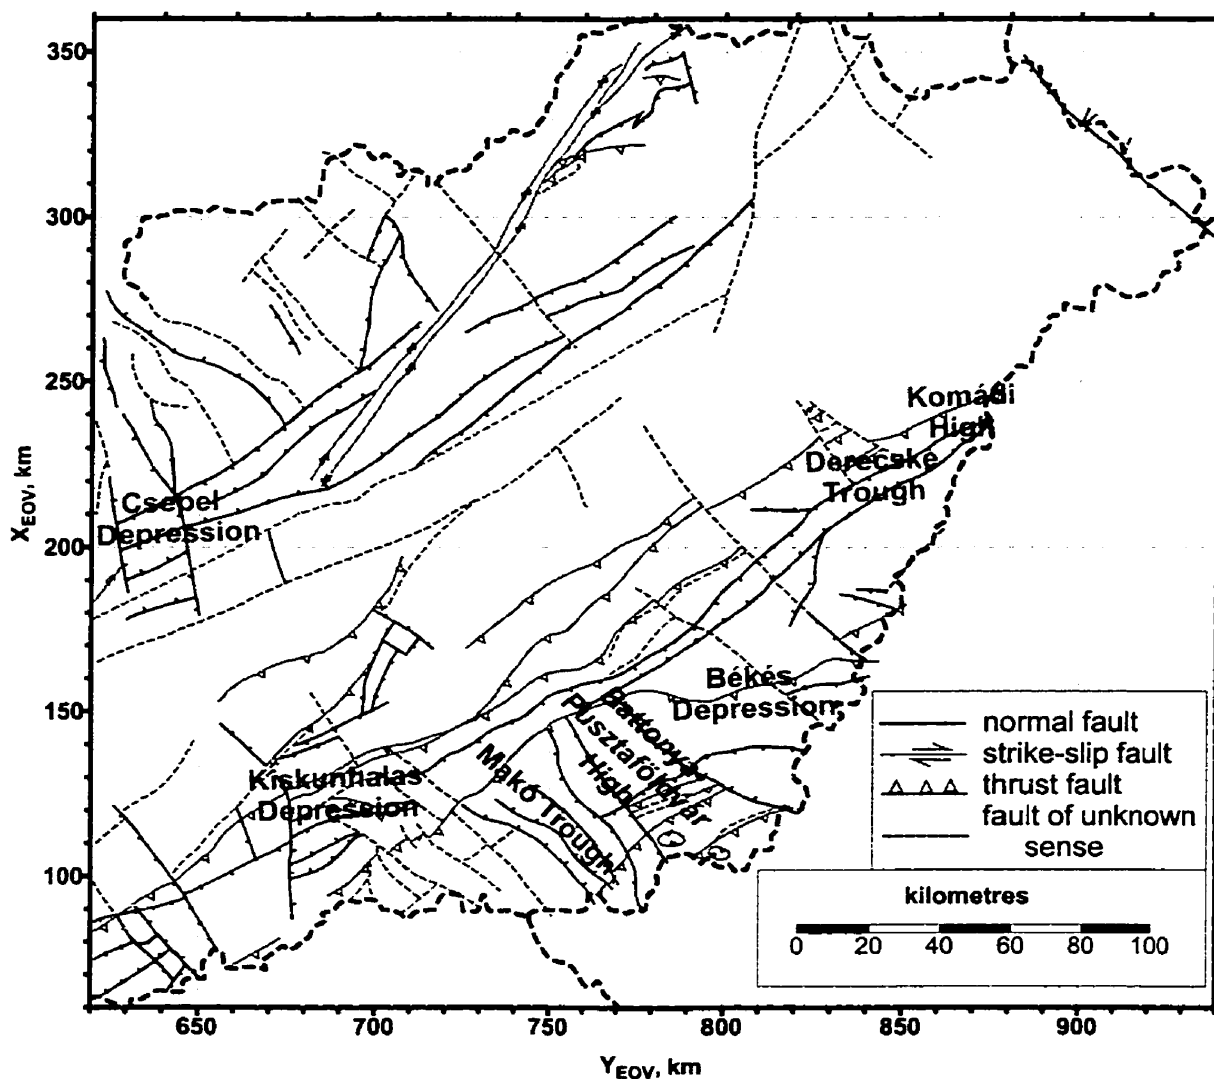 350
300
250
200
150
100
X EOV, km
Komádi
High
Derecske
Trough
Csepel
Depression
Békés
Depression
Battonya
Pusztaföldvár
High
Makó Trough
Kiskunhalas
Depression
normal fault
strike-slip fault
thrust fault
fault of unknown
sense
kilometres
0 20 40 60 80 100
650 700 750 800 850 900
Y EOV, km